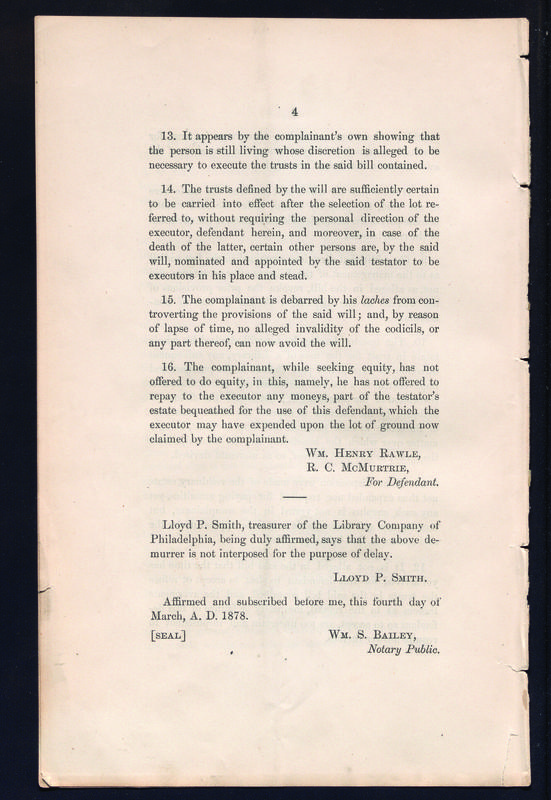 4
13. It appears by the complainant's own showing that
the person is still living whose discretion is alleged to be
necessary to execute the trusts in the said bill contained.
14. The trusts defined by the will are sufficiently certain
to be carried into effect after the selection of the lot re-
ferred to, without requiring the personal direction of the
executor, defendant herein, and moreover, in case of the
death of the latter, certain other persons are, by the said
will, nominated and appointed by the said testator to be
executors in his place and stead.
15. The complainant is debarred by his laches from con-
troverting the provisions of the said will; and, by reason
of lapse of time, no alleged invalidity of the codicils, or
any part thereof, can now avoid the will.
16. The complainant, while seeking equity, has not
offered to do equity, in this, namely, he has not offered to
repay to the executor any moneys, part of the testator's
estate bequeathed for the use of this defendant, which the
executor may have expended upon the lot of ground now
claimed by the complainant.
Wm. Henry Rawle,
R. C. McMurtrie,
For Defendant.
Lloyd P. Smith, treasurer of the Library Company of
Philadelphia, being duly affirmed, says that the above de-
murrer is not interposed for the purpose of delay.
Lloyd P. Smith.
Affirmed and subscribed before me, this fourth day of
March, A. D. 1878.
[SEAL] Wm. S. Bailey,
Notary Public.